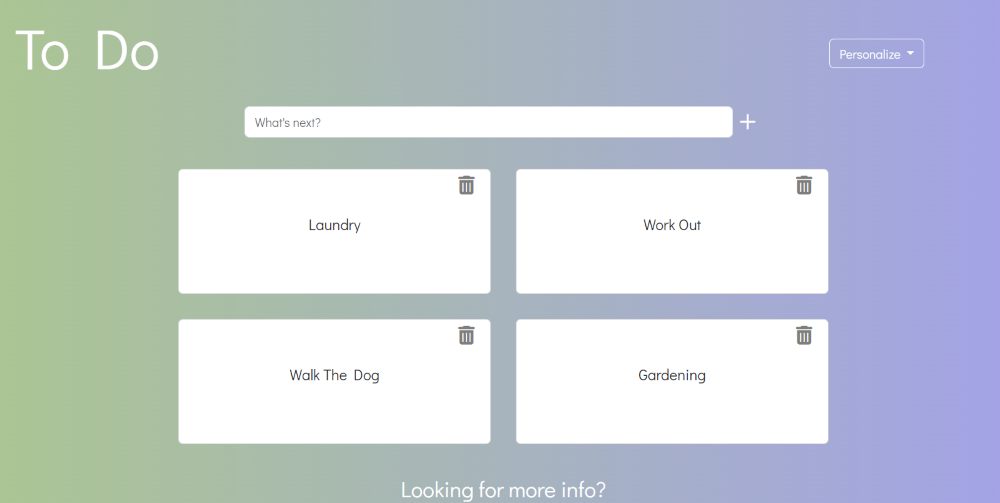 To Do
Personalize
What's next?
Laundry
Work Out
Walk The Dog
Gardening
Looking for more info?